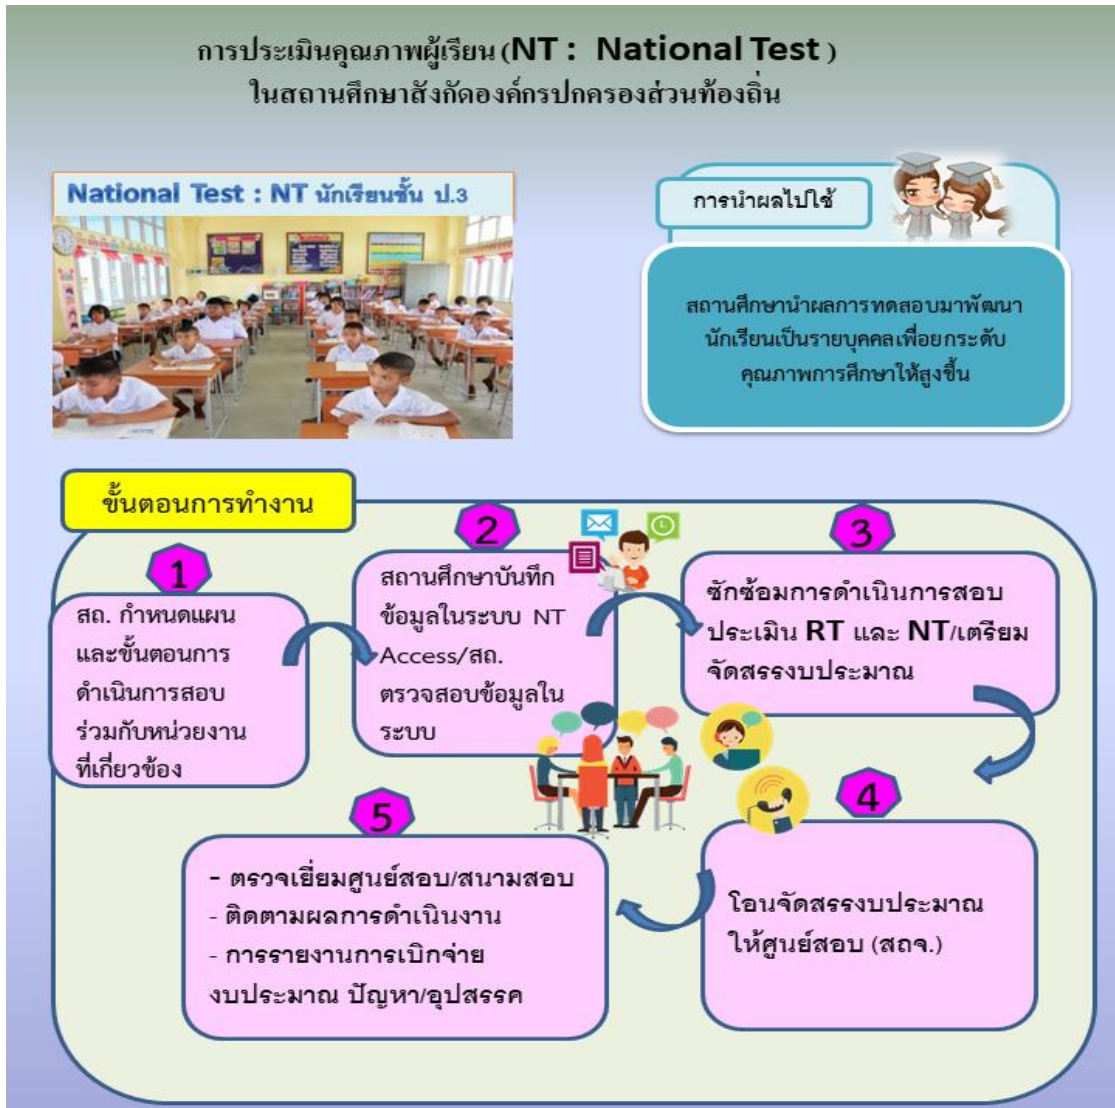 การประเมินคุณภาพผู้เรียน (NT : National Test )
ในสถานศึกษาสังกัดองค์กรปกครองส่วนท้องถิ่น
National Test : NT นักเรียนชั้น ป.3
การนำผลไปใช้
สถานศึกษานำผลการทดสอบมาพัฒนา
นักเรียนเป็นรายบุคคลเพื่อยกระดับ
คุณภาพการศึกษาให้สูงขึ้น
ขั้นตอนการทำงาน
1
สถ. กำหนดแผน
และขั้นตอนการ
ดำเนินการสอบ
ร่วมกับหน่วยงาน
ที่เกี่ยวข้อง
2
สถานศึกษาบันทึก
ข้อมูลในระบบ NT
Access/สถ.
ตรวจสอบข้อมูลใน
ระบบ
3
ซักซ้อมการดำเนินการสอบ
ประเมิน RT และ NT/เตรียม
จัดสรรงบประมาณ
4
โอนจัดสรรงบประมาณ
ให้ศูนย์สอบ (สถจ.)
5
- ตรวจเยี่ยมศูนย์สอบ/สนามสอบ
- ติดตามผลการดำเนินงาน
- การรายงานการเบิกจ่าย
งบประมาณ ปัญหา/อุปสรรค